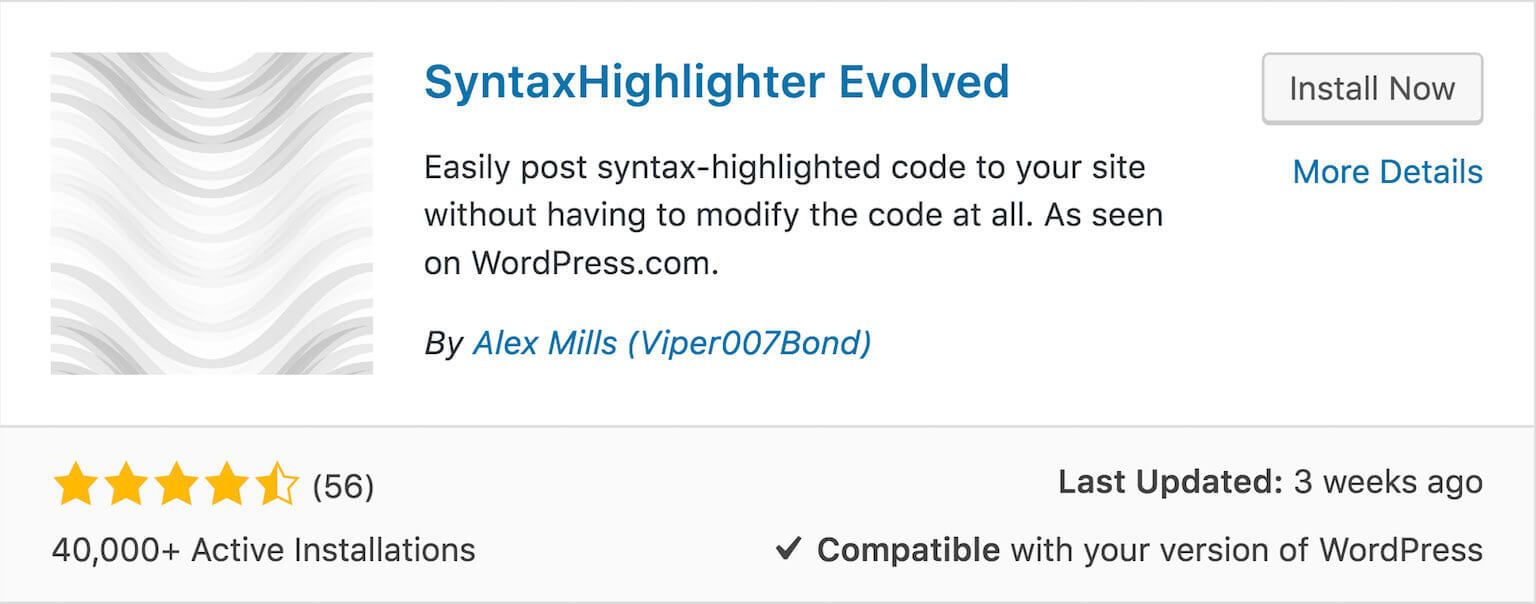 SyntaxHighlighter Evolved
Install Now
More Details
Easily post syntax-highlighted code to your site
without having to modify the code at all. As seen
on WordPress.com.
By Alex Mills (Viper007Bond)
(56)
Last Updated: 3 weeks ago
40,000+ Active Installations
✔ Compatible with your version of WordPress